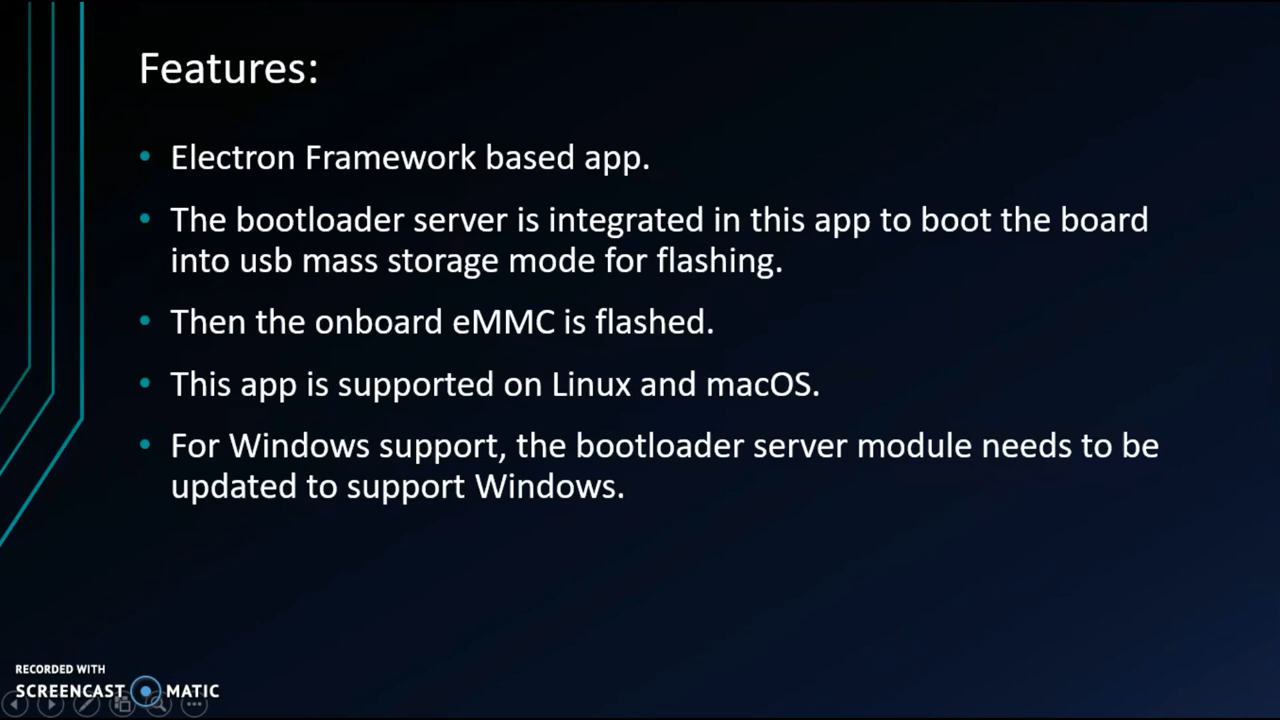 Features:
• Electron Framework based app.
• The bootloader server is integrated in this app to boot the board
into usb mass storage mode for flashing.
• Then the onboard eMMC is flashed.
• This app is supported on Linux and macOS.
• For Windows support, the bootloader server module needs to be
updated to support Windows.
RECORDED WITH
SCREENCAST MATIC